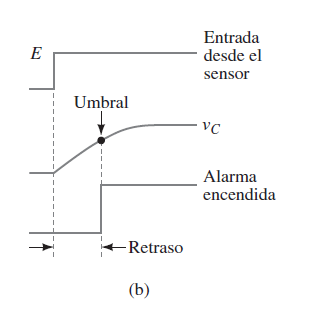 E
Entrada
desde el
sensor
Umbral
vC
Alarma
encendida
Retraso
(b)